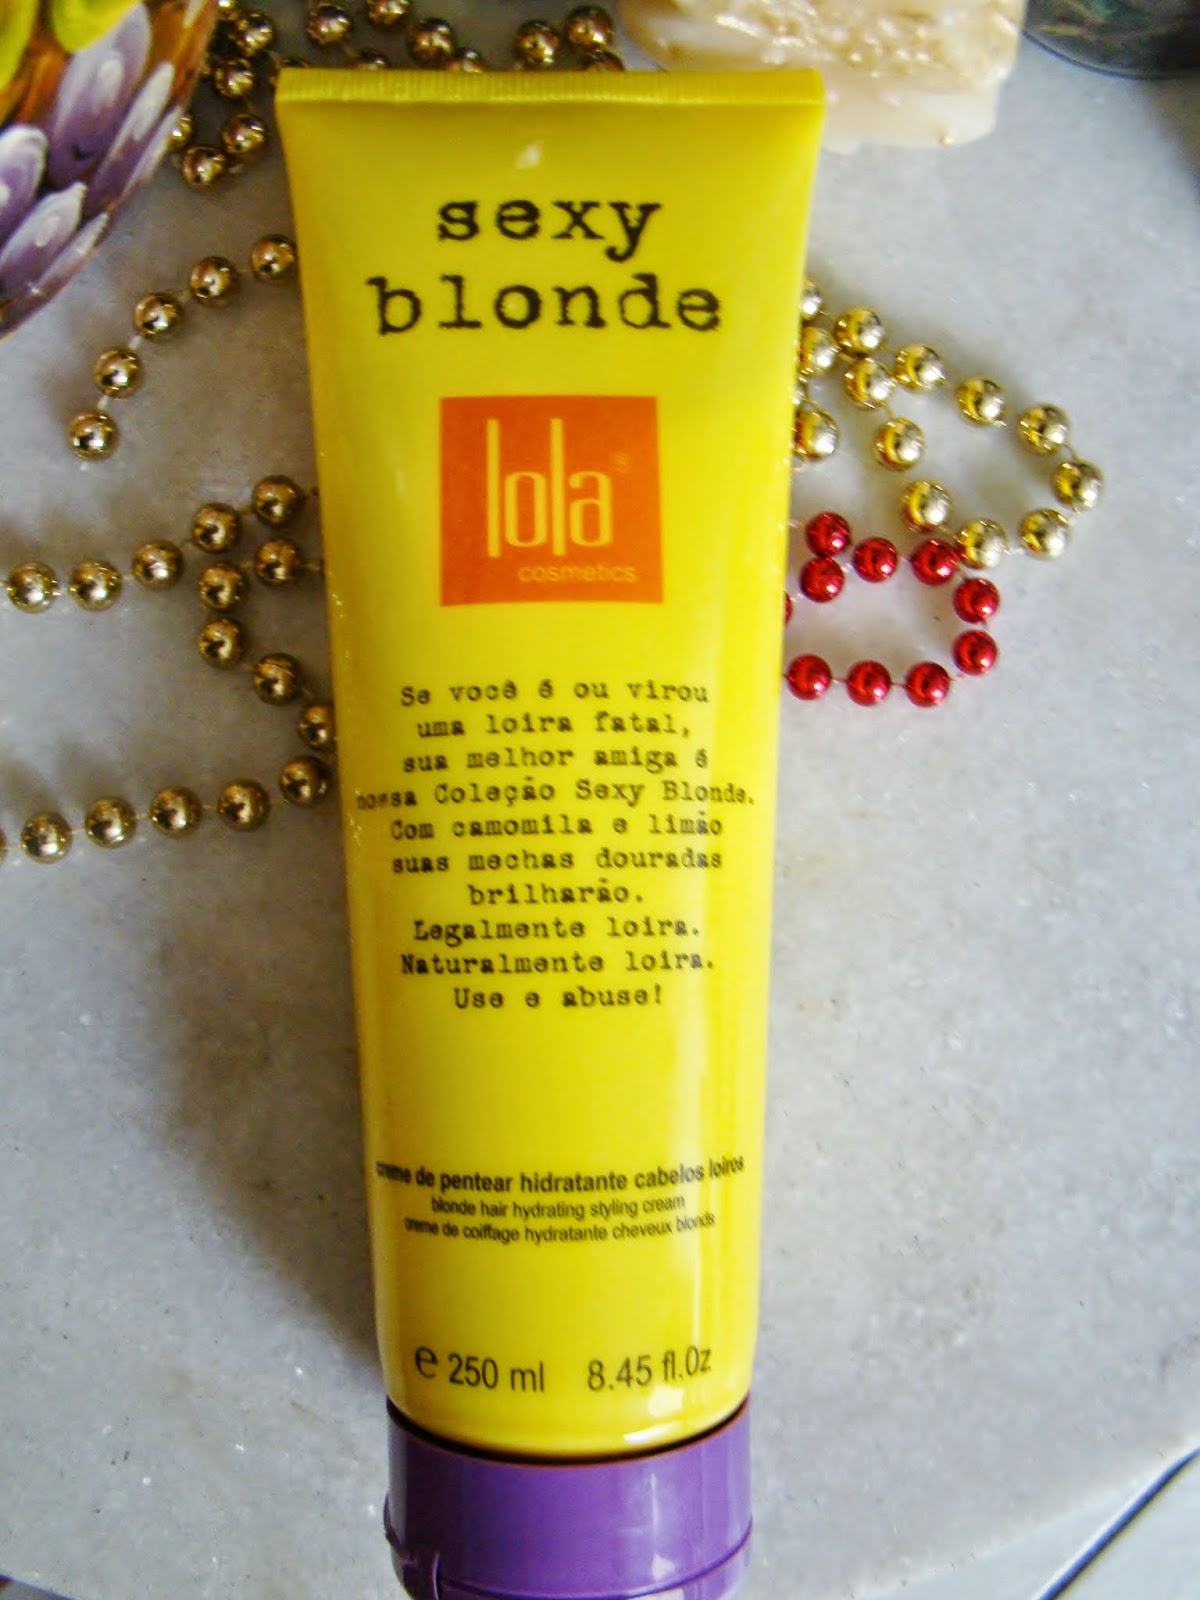 sexy
blonde
lola®
cosmetics
Se você é ou virou
uma loira fatal,
sua melhor amiga é
nossa Coleção Sexy Blonde.
Com camomila e limão
suas mechas douradas
brilharão.
Legalmente loira.
Naturalmente loira.
Use e abuse!
creme de pentear hidratante cabelos loiros
blonde hair hydrating styling cream
creme de coiffage hydratante cheveux blonds
e 250 ml 8.45 fl.Oz